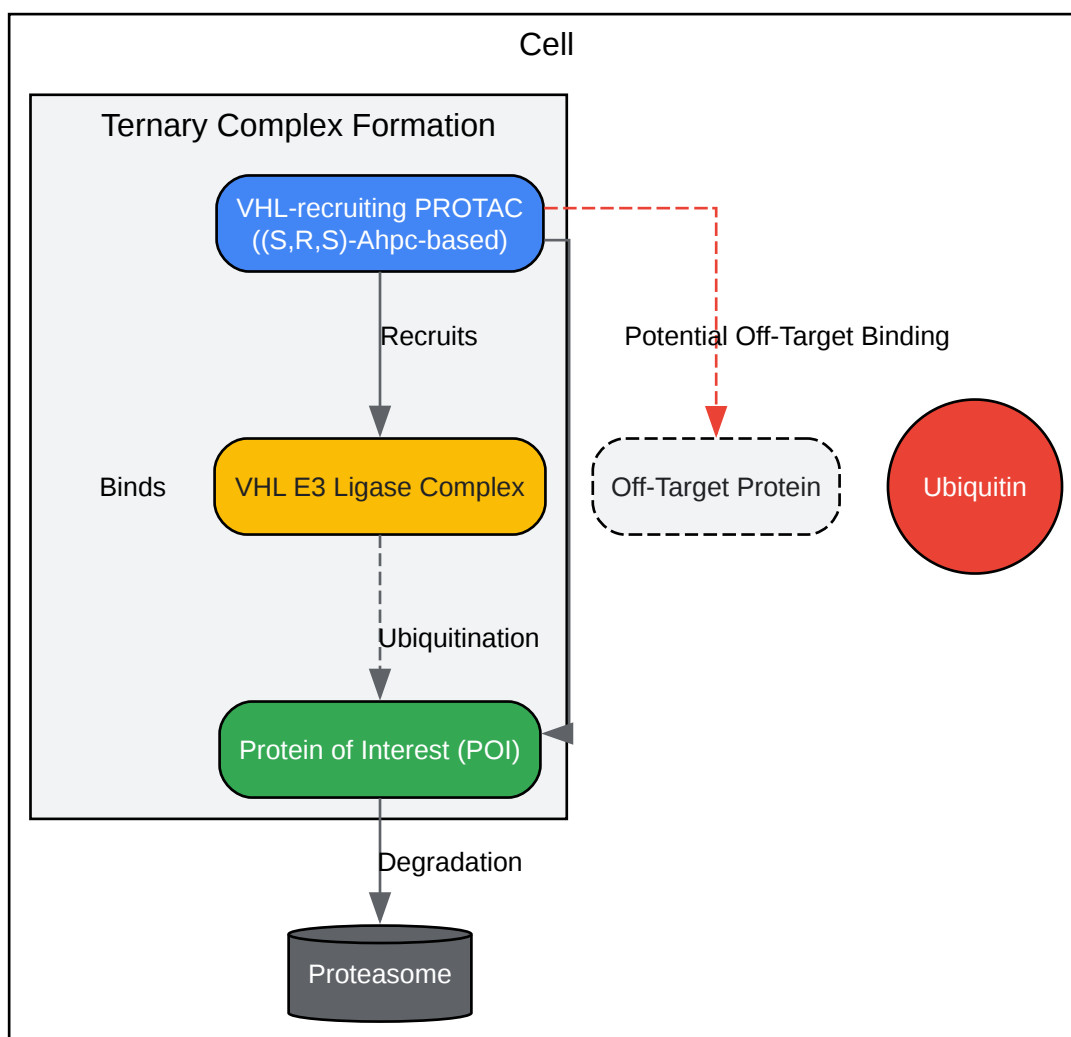 Cell
Ternary Complex Formation
VHL-recruiting PROTAC
((S,R,S)-Ahpc-based)
Recruits
Potential Off-Target Binding
Binds
VHL E3 Ligase Complex
Off-Target Protein
Ubiquitin
Ubiquitination
Protein of Interest (POI)
Degradation
Proteasome